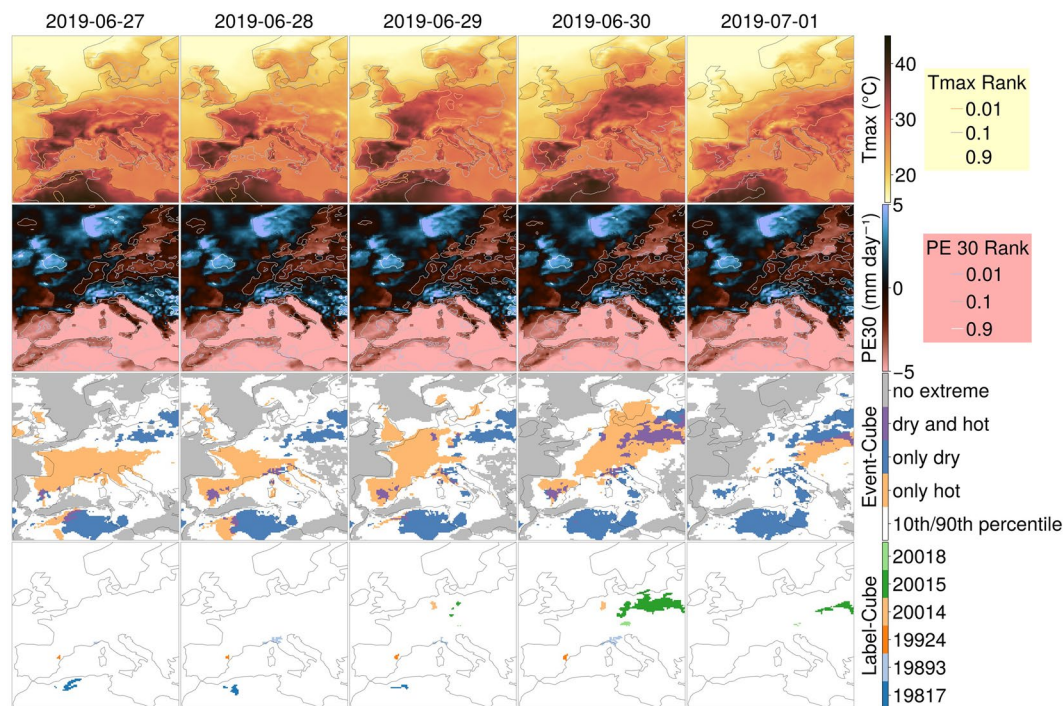 2019-06-27
2019-06-28
2019-06-29
2019-06-30
2019-07-01
Tmax (°C)
40
30
20
Tmax Rank
0.01
0.1
0.9
PE30 (mm day⁻¹)
5
0
−5
PE 30 Rank
0.01
0.1
0.9
Event-Cube
no extreme
dry and hot
only dry
only hot
10th/90th percentile
Label-Cube
20018
20015
20014
19924
19893
19817